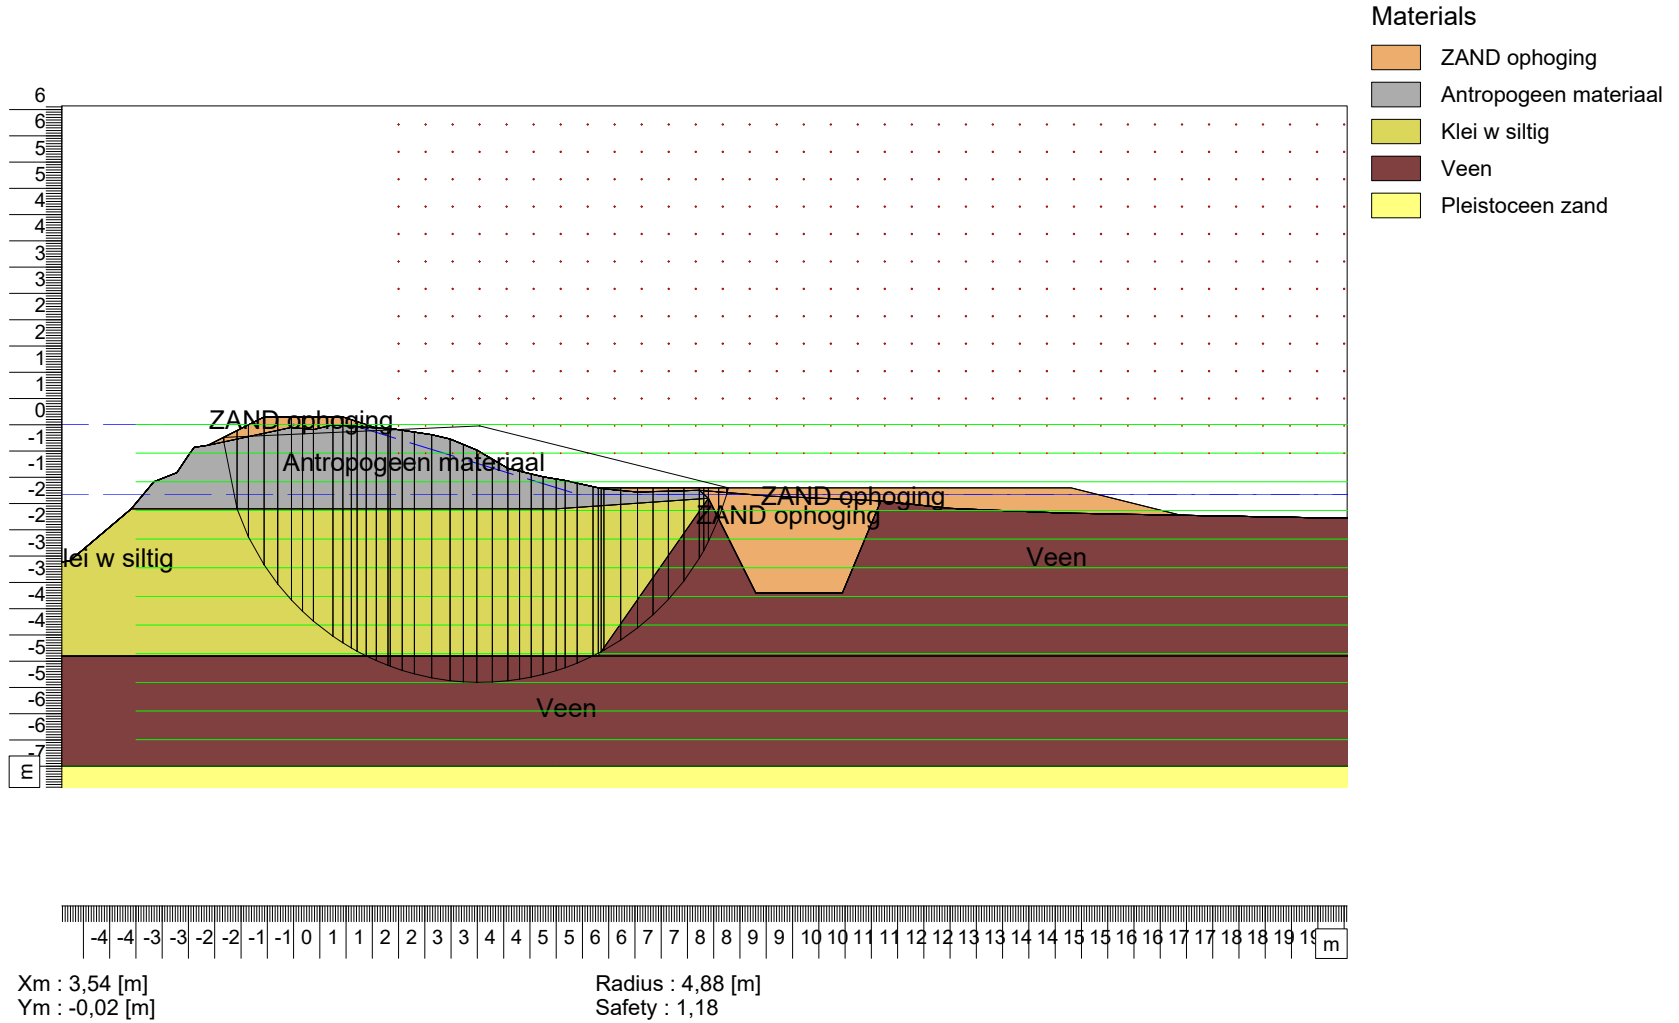 Materials
ZAND ophoging
Antropogeen materiaal
Klei w siltig
Veen
Pleistoceen zand
6
6
5
5
4
4
3
3
2
2
1
1
0
-1
-1
-2
-2
-3
-3
-4
-4
-5
-5
-6
-6
-7
m
ZAND ophoging
Antropogeen materiaal
ZAND ophoging
ZAND ophoging
lei w siltig
Veen
Veen
-4 -4 -3 -3 -2 -2 -1 -1 0 1 1 2 2 3 3 4 4 5 5 6 6 7 7 8 8 9 9 10 10 11 11 12 12 13 13 14 14 15 15 16 17 17 18 18 19 19 m
Xm : 3,54 [m]
Radius : 4,88 [m]
Ym : -0,02 [m]
Safety : 1,18